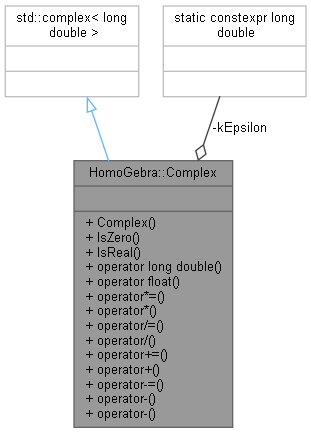 std::complex< long
double >
static constexpr long
double
-kEpsilon
HomoGebra::Complex
+ Complex()
+ IsZero()
+ IsReal()
+ operator long double()
+ operator float()
+ operator*=()
+ operator*()
+ operator/=()
+ operator/()
+ operator+=()
+ operator+()
+ operator-=()
+ operator-()
+ operator-()